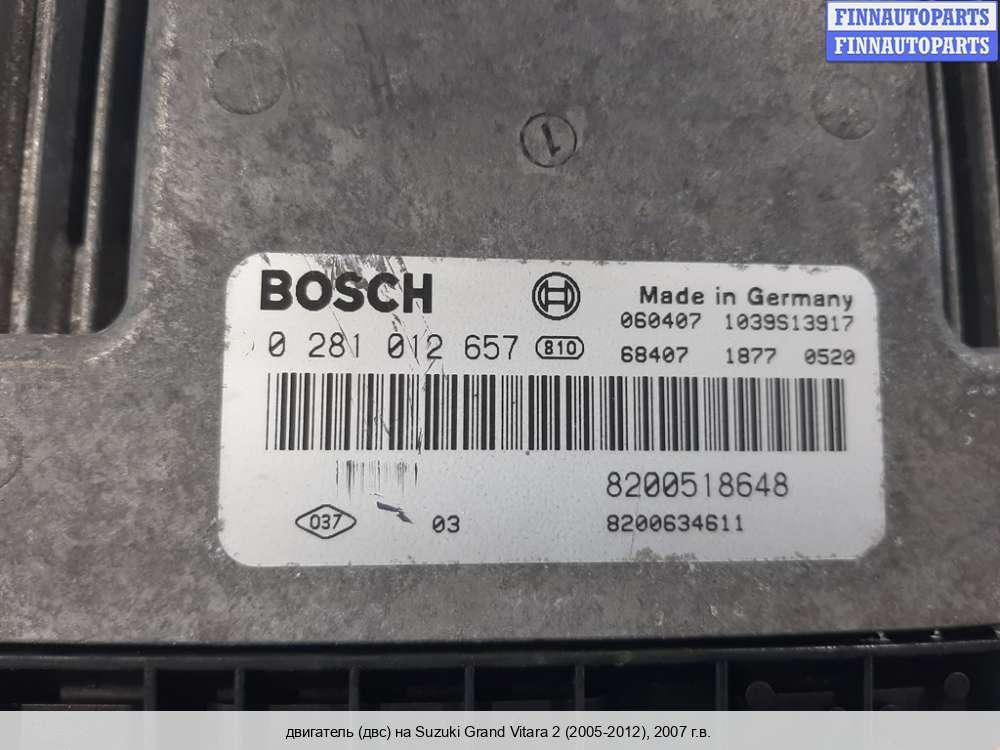 FINNAUTOPARTS
FINNAUTOPARTS
1
BOSCH
Made in Germany
060407 1039S13917
0 281 012 657 810
68407 1877 0520
8200518648
037 03
8200634611
двигатель (двс) на Suzuki Grand Vitara 2 (2005-2012), 2007 г.в.